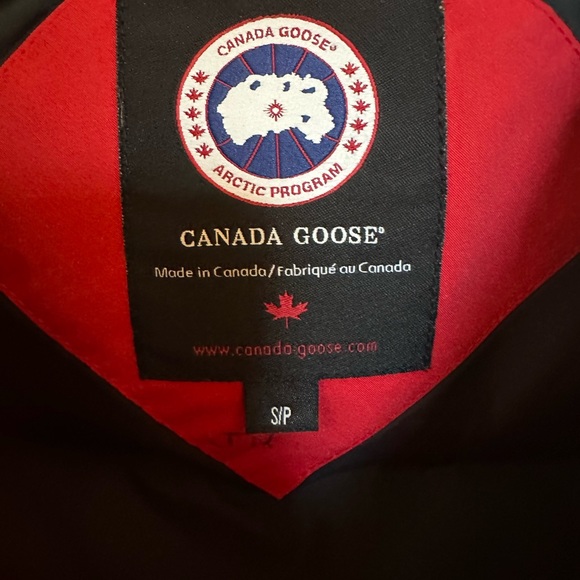 CANADA GOOSE®
ARCTIC PROGRAM
CANADA GOOSE®
Made in Canada/Fabriqué au Canada
www.canada-goose.com
S/P